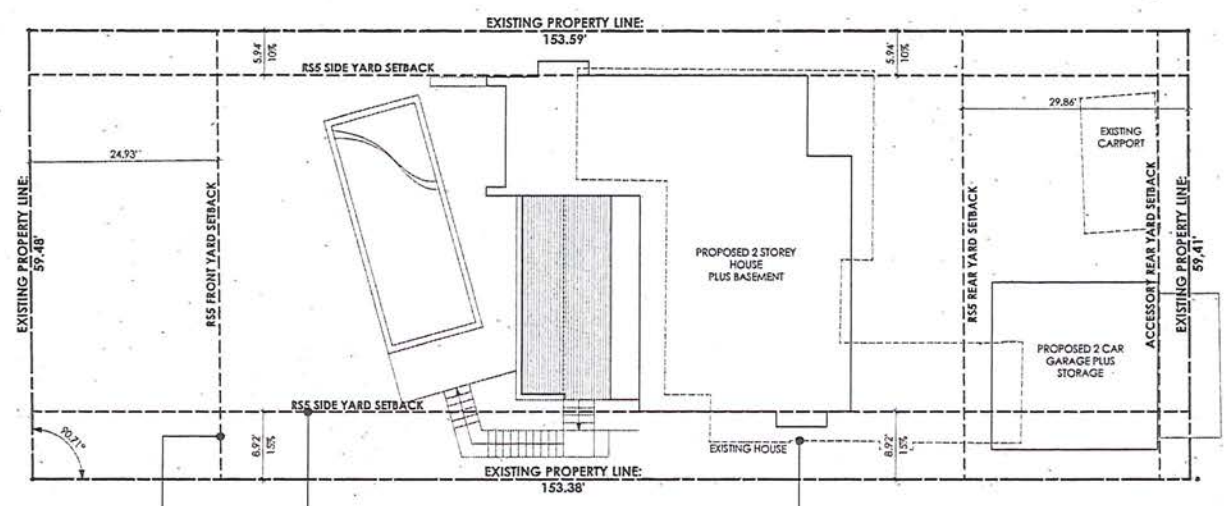 EXISTING PROPERTY LINE:
153.59'
5.94'
10%
5.94'
10%
RS5 SIDE YARD SETBACK
29.86'
EXISTING
CARPORT
24.93'
EXISTING PROPERTY LINE:
59.48'
RS5 FRONT YARD SETBACK
PROPOSED 2 STOREY
HOUSE
PLUS BASEMENT
RS5 REAR YARD SETBACK
ACCESSORY REAR YARD SETBACK
EXISTING PROPERTY LINE:
59.41'
PROPOSED 2 CAR
GARAGE PLUS
STORAGE
RS5 SIDE YARD SETBACK
90.71°
8.92'
15%
EXISTING HOUSE
8.92'
15%
EXISTING PROPERTY LINE:
153.38'